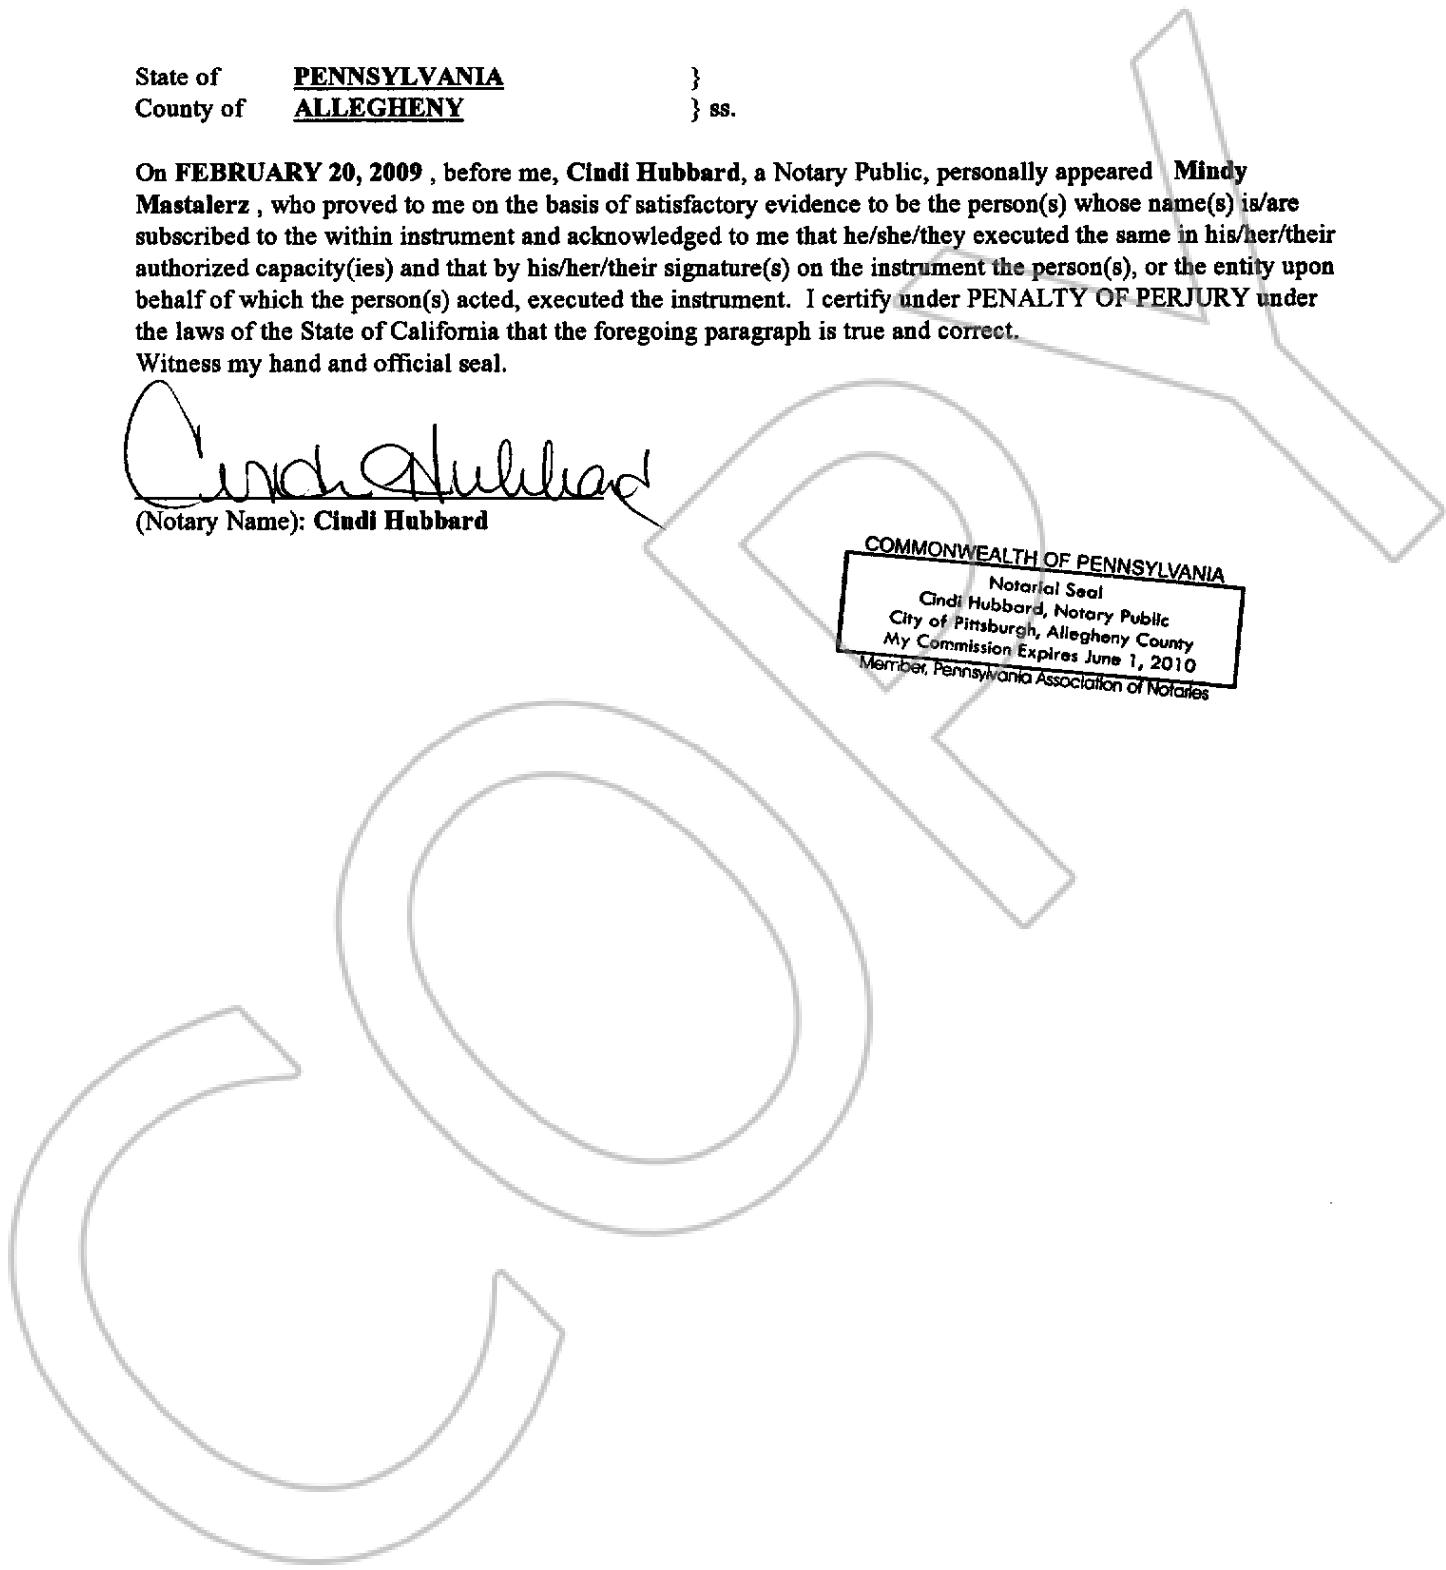 State of PENNSYLVANIA }
County of ALLEGHENY } ss.
On FEBRUARY 20, 2009 , before me, Cindi Hubbard, a Notary Public, personally appeared Mindy
Mastalerz , who proved to me on the basis of satisfactory evidence to be the person(s) whose name(s) is/are
subscribed to the within instrument and acknowledged to me that he/she/they executed the same in his/her/their
authorized capacity(ies) and that by his/her/their signature(s) on the instrument the person(s), or the entity upon
behalf of which the person(s) acted, executed the instrument. I certify under PENALTY OF PERJURY under
the laws of the State of California that the foregoing paragraph is true and correct.
Witness my hand and official seal.
Cindi Hubbard
(Notary Name): Cindi Hubbard
COMMONWEALTH OF PENNSYLVANIA
Notarial Seal
Cindi Hubbard, Notary Public
City of Pittsburgh, Allegheny County
My Commission Expires June 1, 2010
Member, Pennsylvania Association of Notaries
COPY